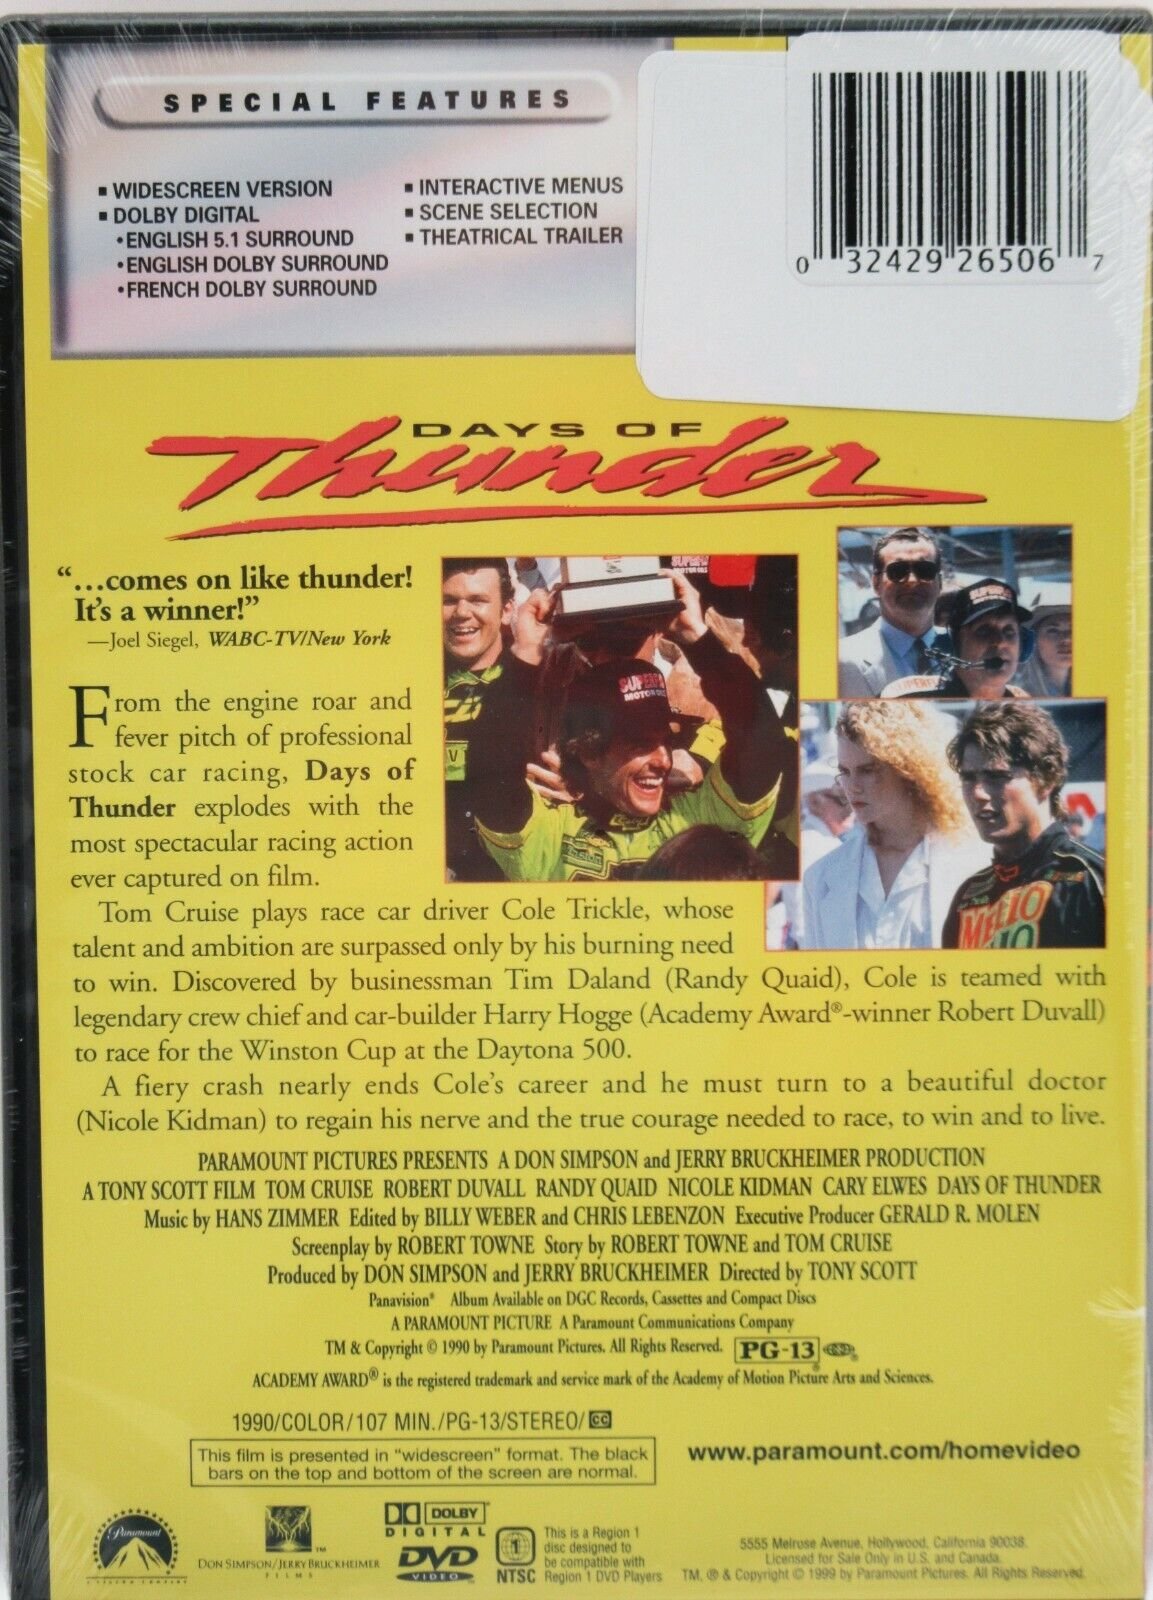 SPECIAL FEATURES
▪ WIDESCREEN VERSION
▪ DOLBY DIGITAL
•ENGLISH 5.1 SURROUND
•ENGLISH DOLBY SURROUND
•FRENCH DOLBY SURROUND
▪ INTERACTIVE MENUS
▪ SCENE SELECTION
▪ THEATRICAL TRAILER
0 32429 26506 7
DAYS OF
Thunder
“...comes on like thunder!
It's a winner!”
—Joel Siegel, WABC-TV/New York
From the engine roar and
fever pitch of professional
stock car racing, Days of
Thunder explodes with the
most spectacular racing action
ever captured on film.
Tom Cruise plays race car driver Cole Trickle, whose
talent and ambition are surpassed only by his burning need
to win. Discovered by businessman Tim Daland (Randy Quaid), Cole is teamed with
legendary crew chief and car-builder Harry Hogge (Academy Award®-winner Robert Duvall)
to race for the Winston Cup at the Daytona 500.
A fiery crash nearly ends Cole's career and he must turn to a beautiful doctor
(Nicole Kidman) to regain his nerve and the true courage needed to race, to win and to live.
PARAMOUNT PICTURES PRESENTS A DON SIMPSON and JERRY BRUCKHEIMER PRODUCTION
A TONY SCOTT FILM TOM CRUISE ROBERT DUVALL RANDY QUAID NICOLE KIDMAN CARY ELWES DAYS OF THUNDER
Music by HANS ZIMMER Edited by BILLY WEBER and CHRIS LEBENZON Executive Producer GERALD R. MOLEN
Screenplay by ROBERT TOWNE Story by ROBERT TOWNE and TOM CRUISE
Produced by DON SIMPSON and JERRY BRUCKHEIMER Directed by TONY SCOTT
Panavision® Album Available on DGC Records, Cassettes and Compact Discs
A PARAMOUNT PICTURE A Paramount Communications Company
TM & Copyright © 1990 by Paramount Pictures. All Rights Reserved. PG-13
ACADEMY AWARD® is the registered trademark and service mark of the Academy of Motion Picture Arts and Sciences.
1990/COLOR/107 MIN./PG-13/STEREO/CC
This film is presented in "widescreen" format. The black
bars on the top and bottom of the screen are normal.
www.paramount.com/homevideo
Paramount
DON SIMPSON/JERRY BRUCKHEIMER
FILMS
DOLBY
DIGITAL
DVD
VIDEO
1
NTSC
This is a Region 1
disc designed to
be compatible with
Region 1 DVD Players
5555 Melrose Avenue, Hollywood, California 90038.
Licensed for Sale Only in U.S. and Canada.
TM, ® & Copyright © 1999 by Paramount Pictures. All Rights Reserved.